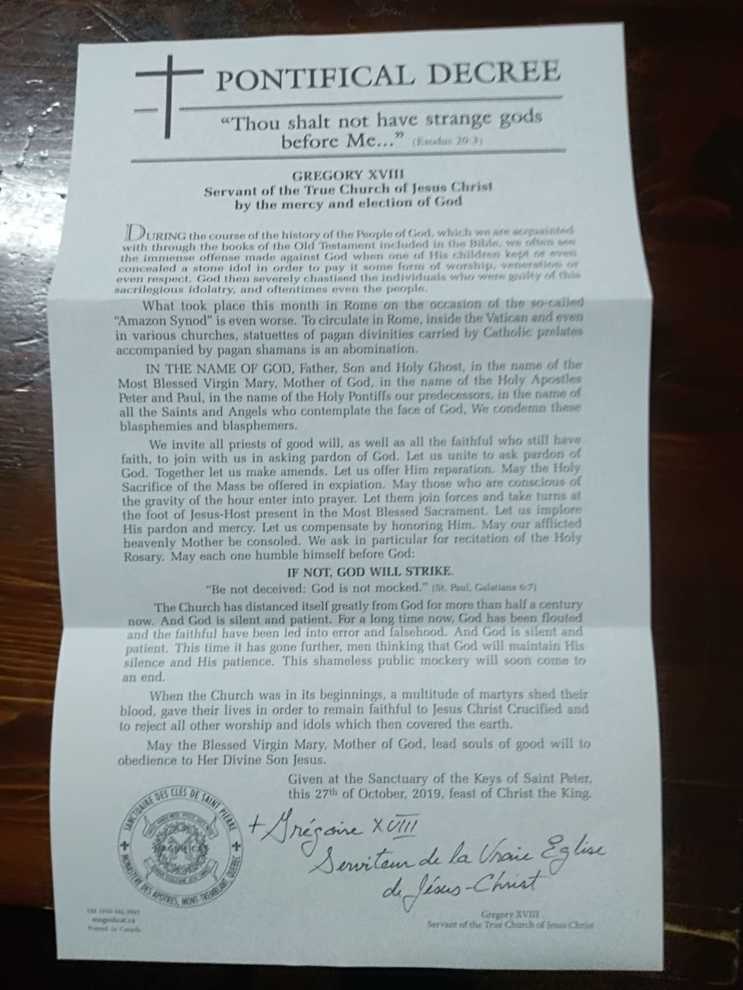 PONTIFICAL DECREE
“Thou shalt not have strange gods
before Me...” (Exodus 20:3)
GREGORY XVIII
Servant of the True Church of Jesus Christ
by the mercy and election of God
DURING the course of the history of the People of God, which we are acquainted
with through the books of the Old Testament included in the Bible, we often see
the immense offense made against God when one of His children kept or even
concealed a stone idol in order to pay it some form of worship, veneration or
even respect. God then severely chastised the individuals who were guilty of this
sacrilegious idolatry, and oftentimes even the people.
What took place this month in Rome on the occasion of the so-called
“Amazon Synod” is even worse. To circulate in Rome, inside the Vatican and even
in various churches, statuettes of pagan divinities carried by Catholic prelates
accompanied by pagan shamans is an abomination.
IN THE NAME OF GOD, Father, Son and Holy Ghost, in the name of the
Most Blessed Virgin Mary, Mother of God, in the name of the Holy Apostles
Peter and Paul, in the name of the Holy Pontiffs our predecessors, in the name of
all the Saints and Angels who contemplate the face of God, We condemn these
blasphemies and blasphemers.
We invite all priests of good will, as well as all the faithful who still have
faith, to join with us in asking pardon of God. Let us unite to ask pardon of
God. Together let us make amends. Let us offer Him reparation. May the Holy
Sacrifice of the Mass be offered in expiation. May those who are conscious of
the gravity of the hour enter into prayer. Let them join forces and take turns at
the foot of Jesus-Host present in the Most Blessed Sacrament. Let us implore
His pardon and mercy. Let us compensate by honoring Him. May our afflicted
heavenly Mother be consoled. We ask in particular for recitation of the Holy
Rosary. May each one humble himself before God:
IF NOT, GOD WILL STRIKE.
“Be not deceived: God is not mocked.” (St. Paul, Galatians 6:7)
The Church has distanced itself greatly from God for more than half a century
now. And God is silent and patient. For a long time now, God has been flouted
and the faithful have been led into error and falsehood. And God is silent and
patient. This time it has gone further, men thinking that God will maintain His
silence and His patience. This shameless public mockery will soon come to
an end.
When the Church was in its beginnings, a multitude of martyrs shed their
blood, gave their lives in order to remain faithful to Jesus Christ Crucified and
to reject all other worship and idols which then covered the earth.
May the Blessed Virgin Mary, Mother of God, lead souls of good will to
obedience to Her Divine Son Jesus.
Given at the Sanctuary of the Keys of Saint Peter,
this 27th of October, 2019, feast of Christ the King.
SANCTUAIRE DES CLÉS DE SAINT PIERRE
MONASTÈRE DES APÔTRES, MONT-TREMBLANT, QUÉBEC
+ Grégoire XVIII
Serviteur de la Vraie Eglise
de Jésus-Christ
Gregory XVIII
Servant of the True Church of Jesus Christ
magnificat.ca
Printed in Canada